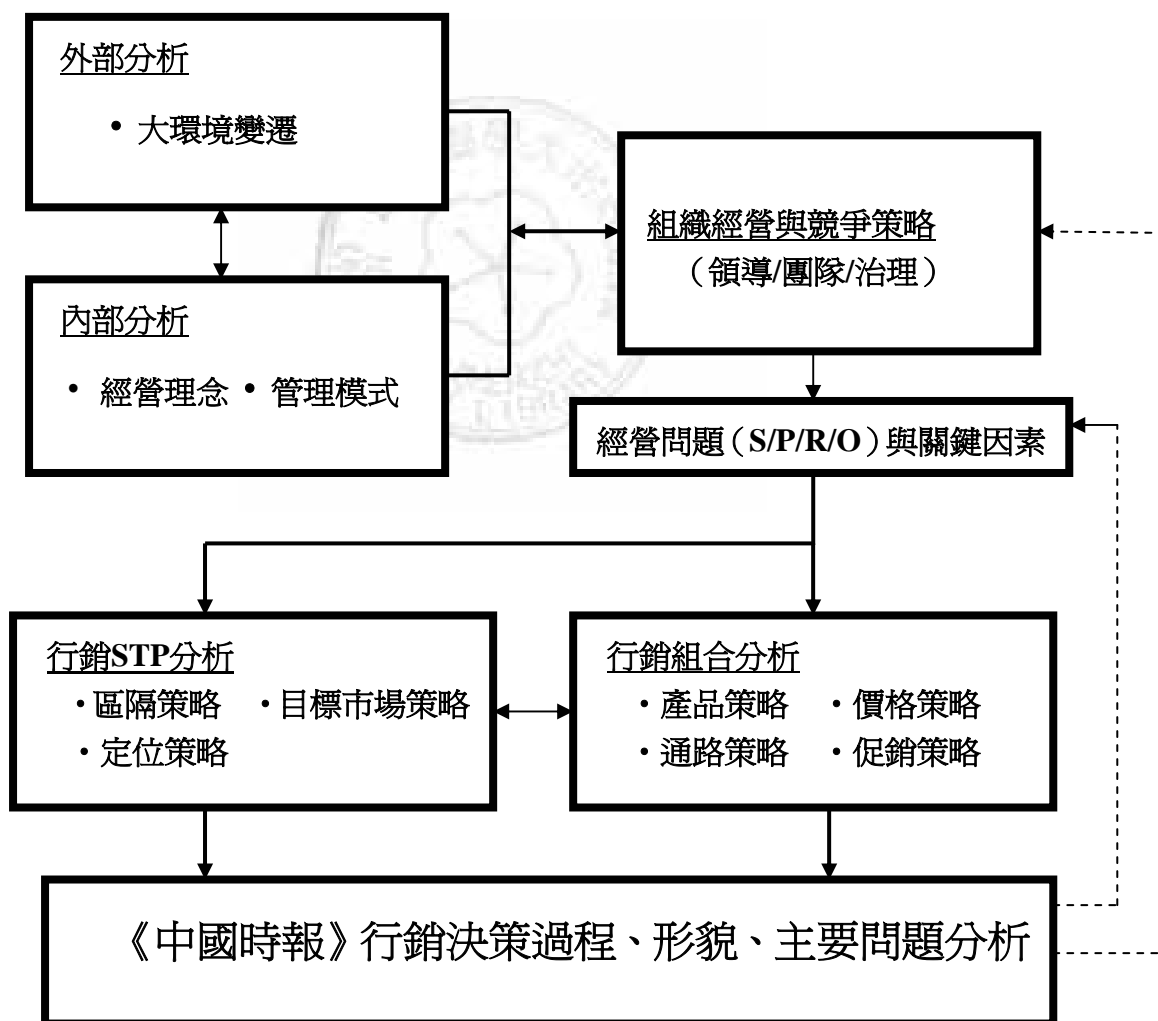 外部分析
• 大環境變遷
組織經營與競爭策略
（領導/團隊/治理）
內部分析
• 經營理念 • 管理模式
經營問題（S/P/R/O）與關鍵因素
行銷STP分析
・區隔策略 ・目標市場策略
・定位策略
行銷組合分析
・產品策略 ・價格策略
・通路策略 ・促銷策略
《中國時報》行銷決策過程、形貌、主要問題分析